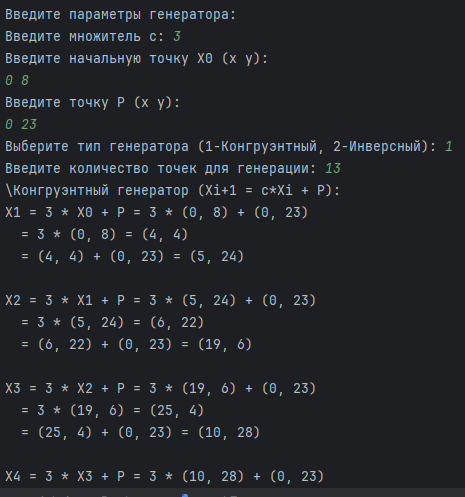 Введите параметры генератора:
Введите множитель c: 3
Введите начальную точку X0 (x y):
0 8
Введите точку P (x y):
0 23
Выберите тип генератора (1-Конгруэнтный, 2-Инверсный): 1
Введите количество точек для генерации: 13
\Конгруэнтный генератор (Xi+1 = c*Xi + P):
X1 = 3 * X0 + P = 3 * (0, 8) + (0, 23)
  = 3 * (0, 8) = (4, 4)
  = (4, 4) + (0, 23) = (5, 24)

X2 = 3 * X1 + P = 3 * (5, 24) + (0, 23)
  = 3 * (5, 24) = (6, 22)
  = (6, 22) + (0, 23) = (19, 6)

X3 = 3 * X2 + P = 3 * (19, 6) + (0, 23)
  = 3 * (19, 6) = (25, 4)
  = (25, 4) + (0, 23) = (10, 28)

X4 = 3 * X3 + P = 3 * (10, 28) + (0, 23)